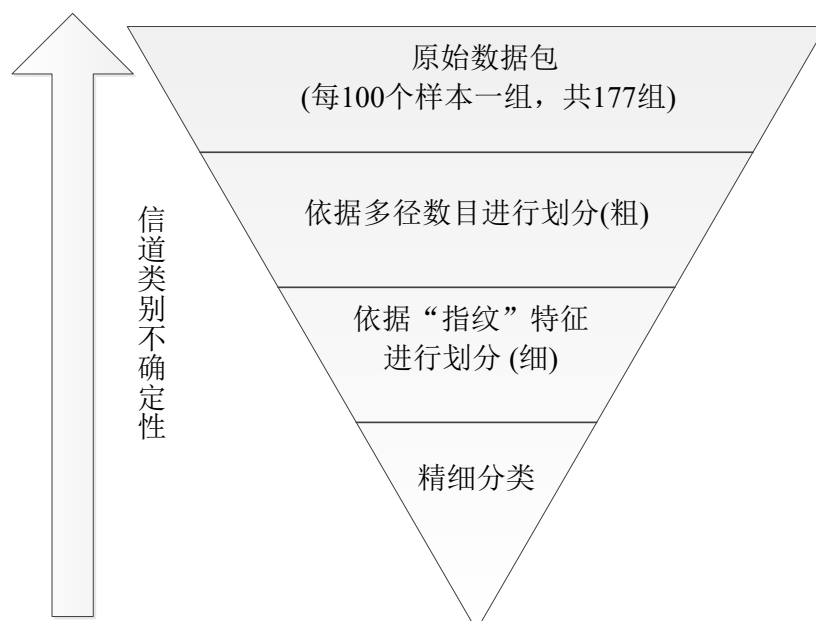 原始数据包
(每100个样本一组，共177组)
依据多径数目进行划分(粗)
信道类别不确定性
依据“指纹”特征
进行划分 (细)
精细分类